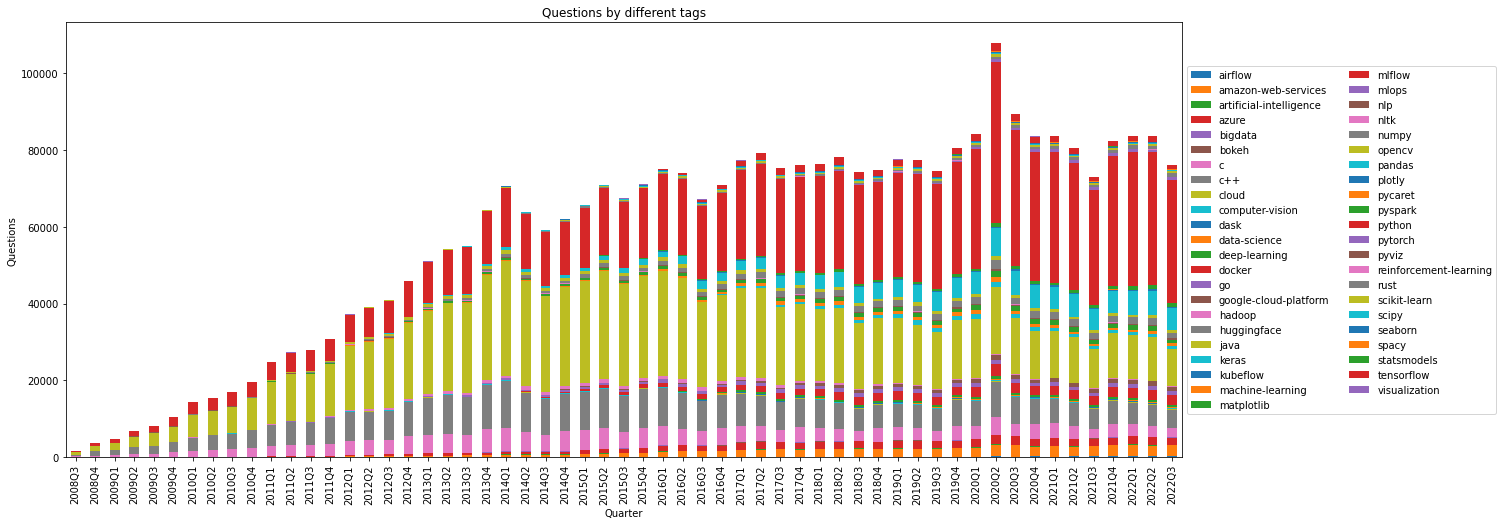 Questions by different tags
Questions
100000
80000
60000
40000
20000
0
2008Q3
2008Q4
2009Q1
2009Q2
2009Q3
2009Q4
2010Q1
2010Q2
2010Q3
2010Q4
2011Q1
2011Q2
2011Q3
2011Q4
2012Q1
2012Q2
2012Q3
2012Q4
2013Q1
2013Q2
2013Q3
2013Q4
2014Q1
2014Q2
2014Q3
2014Q4
2015Q1
2015Q2
2015Q3
2015Q4
2016Q1
2016Q2
2016Q3
2016Q4
2017Q1
2017Q2
2017Q3
2017Q4
2018Q1
2018Q2
2018Q3
2018Q4
2019Q1
2019Q2
2019Q3
2019Q4
2020Q1
2020Q2
2020Q3
2020Q4
2021Q1
2021Q2
2021Q3
2021Q4
2022Q1
2022Q2
2022Q3
Quarter
airflow
amazon-web-services
artificial-intelligence
azure
bigdata
bokeh
c
c++
cloud
computer-vision
dask
data-science
deep-learning
docker
go
google-cloud-platform
hadoop
huggingface
java
keras
kubeflow
machine-learning
matplotlib
mlflow
mlops
nlp
nltk
numpy
opencv
pandas
plotly
pycaret
pyspark
python
pytorch
pyviz
reinforcement-learning
rust
scikit-learn
scipy
seaborn
spacy
statsmodels
tensorflow
visualization